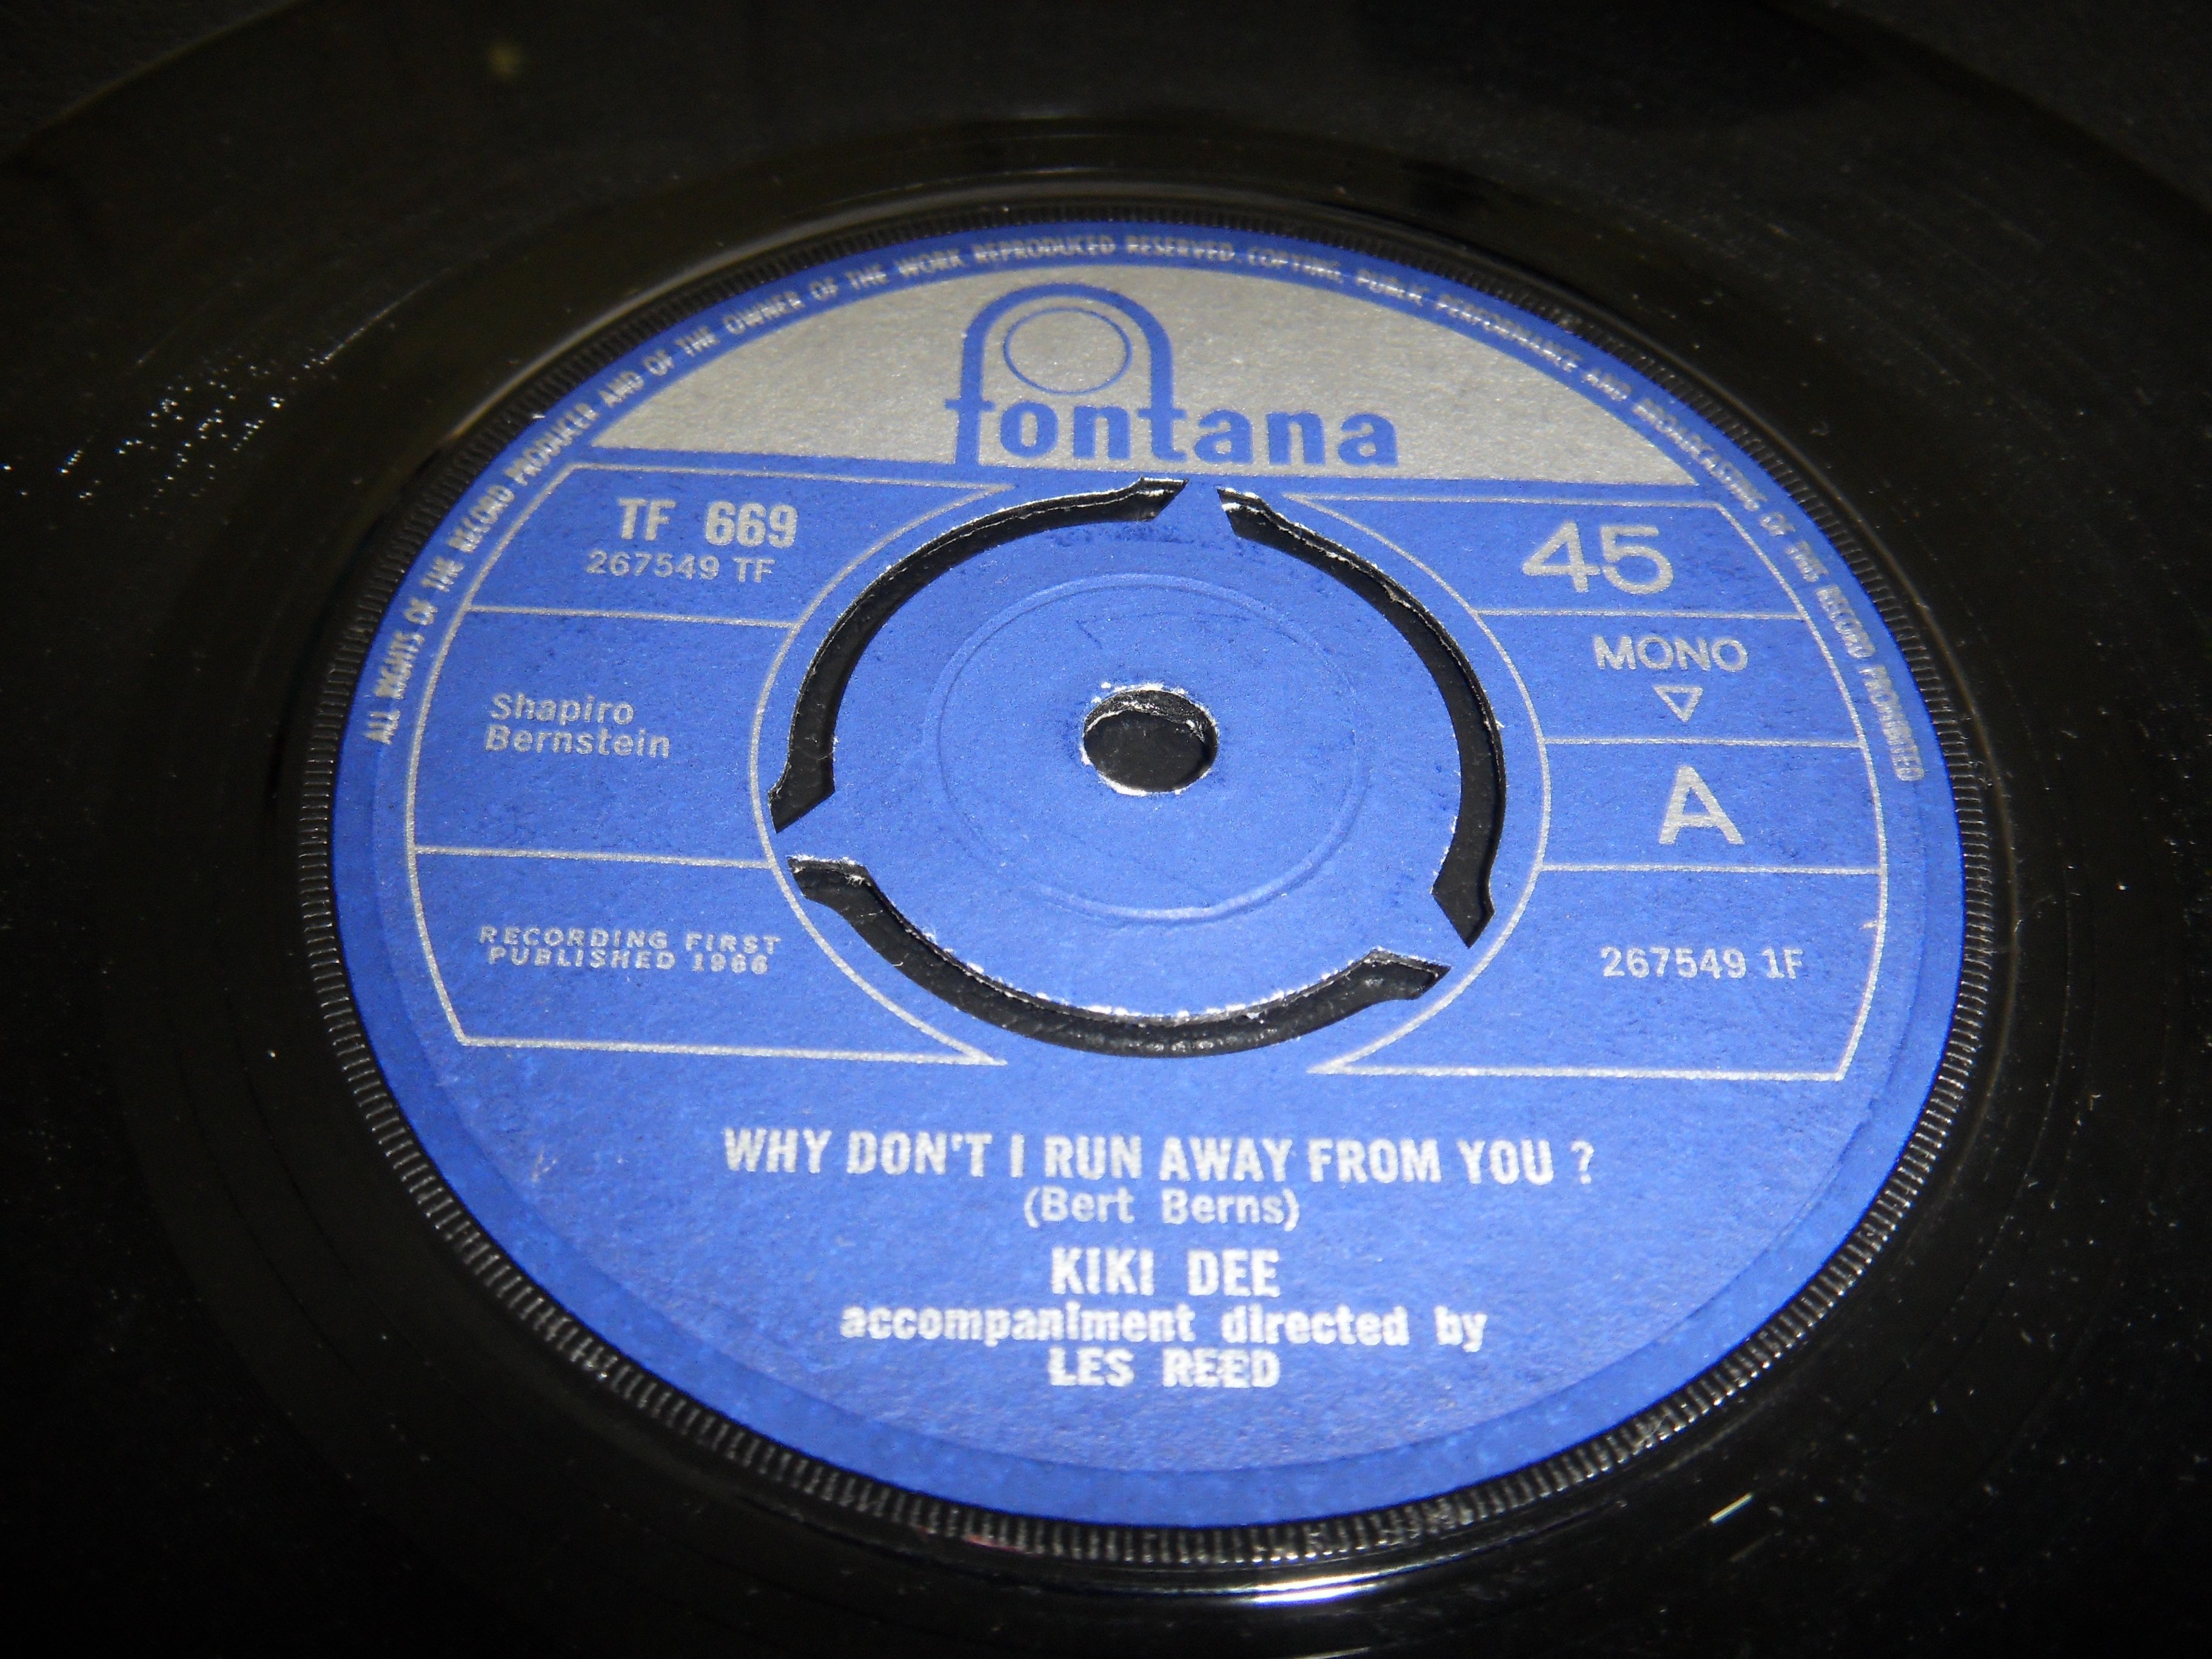 ALL RIGHTS OF THE RECORD PRODUCER AND OF THE OWNER OF THE WORK REPRODUCED RESERVED. COPYING, PUBLIC PERFORMANCE AND BROADCASTING OF THIS RECORD PROHIBITED
fontana
TF 669
267549 TF
45
MONO
Shapiro
Bernstein
A
RECORDING FIRST
PUBLISHED 1966
267549 1F
WHY DON'T I RUN AWAY FROM YOU ?
(Bert Berns)
KIKI DEE
accompaniment directed by
LES REED